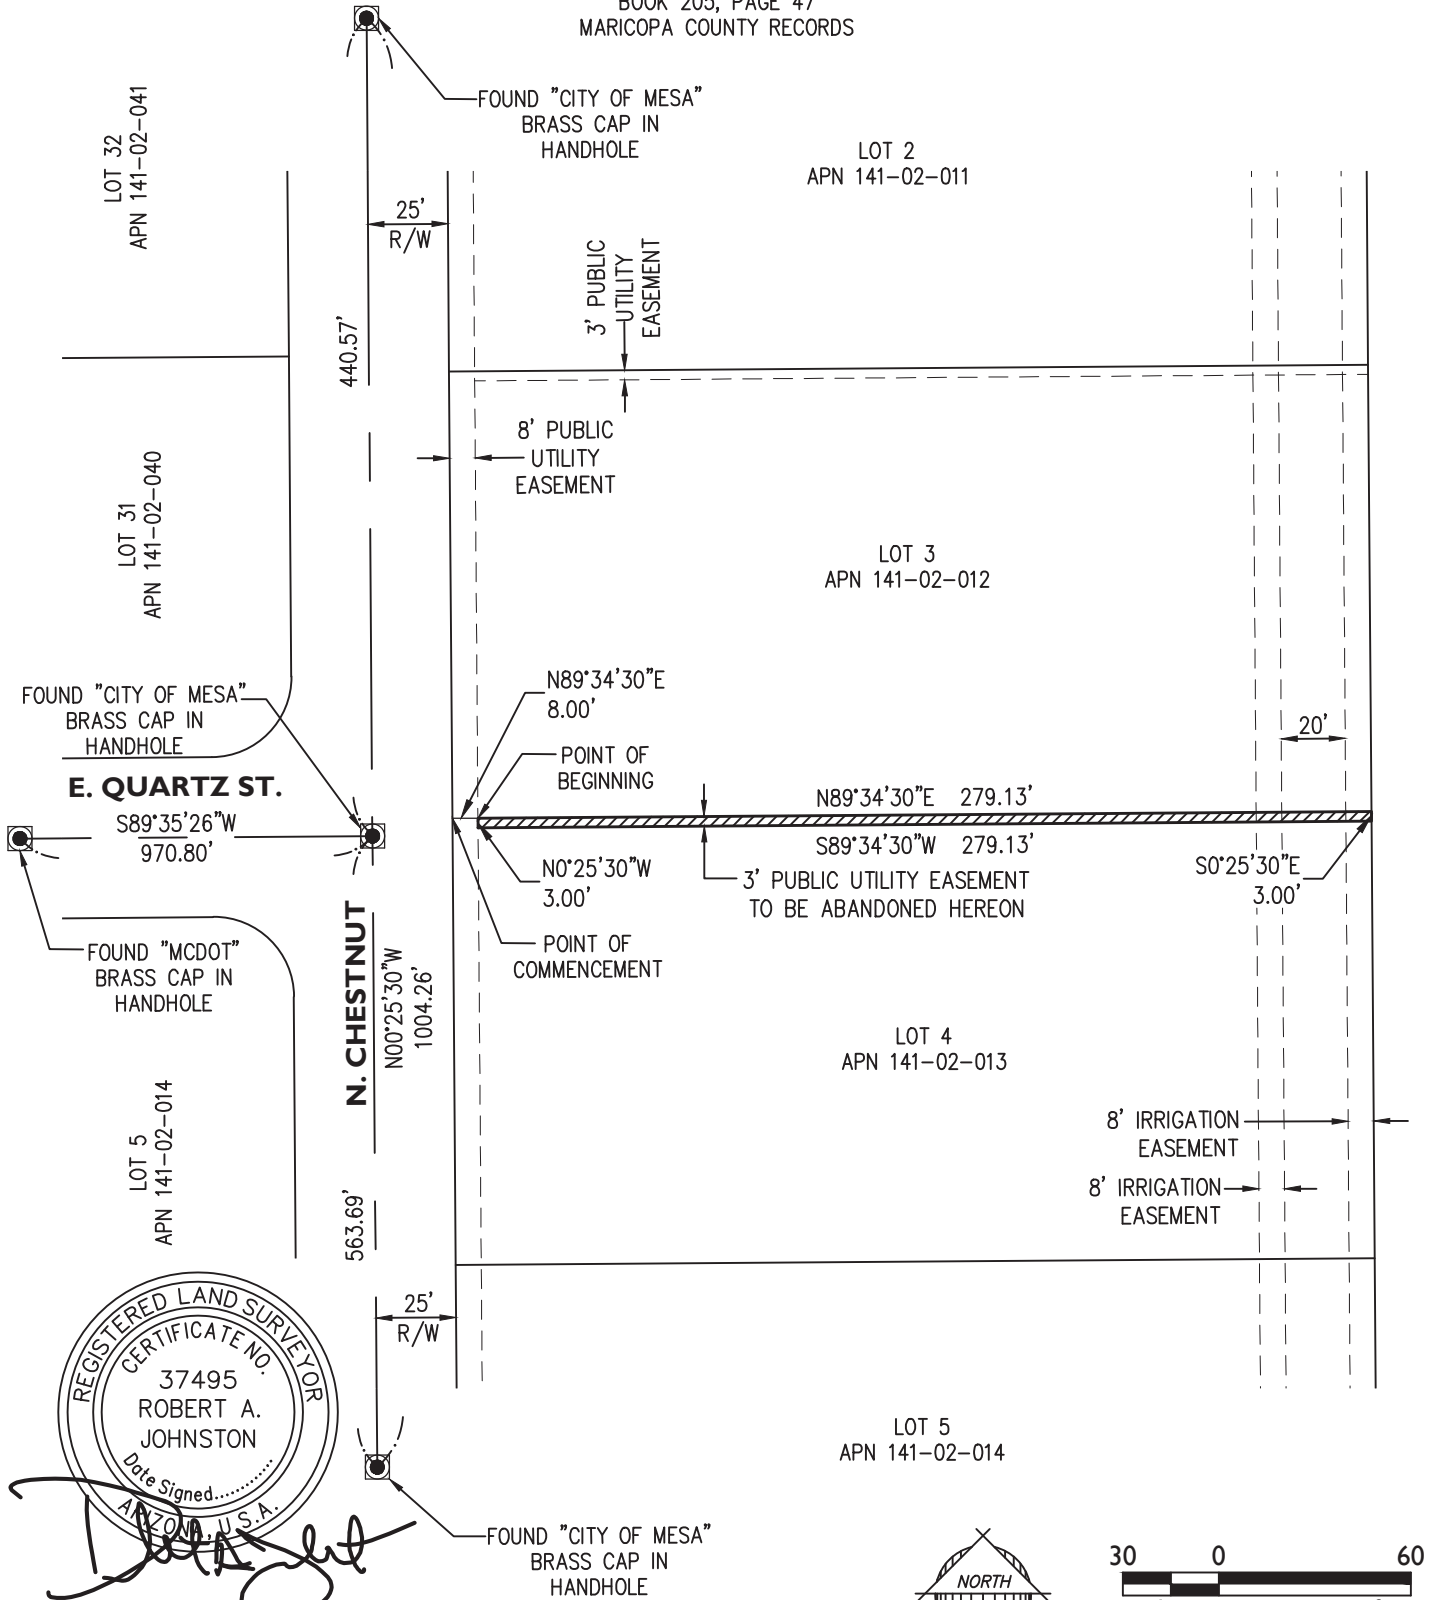 BOOK 205, PAGE 47
MARICOPA COUNTY RECORDS
FOUND "CITY OF MESA"
BRASS CAP IN
HANDHOLE
LOT 32
APN 141-02-041
LOT 2
APN 141-02-011
25'
R/W
3' PUBLIC
UTILITY
EASEMENT
440.57'
8' PUBLIC
UTILITY
EASEMENT
LOT 31
APN 141-02-040
LOT 3
APN 141-02-012
FOUND "CITY OF MESA"
BRASS CAP IN
HANDHOLE
N89°34'30"E
8.00'
20'
POINT OF
BEGINNING
E. QUARTZ ST.
S89°35'26"W
970.80'
N89°34'30"E 279.13'
S89°34'30"W 279.13'
N0°25'30"W
3.00'
3' PUBLIC UTILITY EASEMENT
TO BE ABANDONED HEREON
S0°25'30"E
3.00'
POINT OF
COMMENCEMENT
FOUND "MCDOT"
BRASS CAP IN
HANDHOLE
N. CHESTNUT
N00°25'30"W
1004.26'
LOT 4
APN 141-02-013
LOT 5
APN 141-02-014
8' IRRIGATION
EASEMENT
8' IRRIGATION
EASEMENT
563.69'
25'
R/W
REGISTERED LAND SURVEYOR
CERTIFICATE NO.
37495
ROBERT A.
JOHNSTON
Date Signed..........
ARIZONA, U.S.A.
LOT 5
APN 141-02-014
FOUND "CITY OF MESA"
BRASS CAP IN
HANDHOLE
NORTH
30 0 60